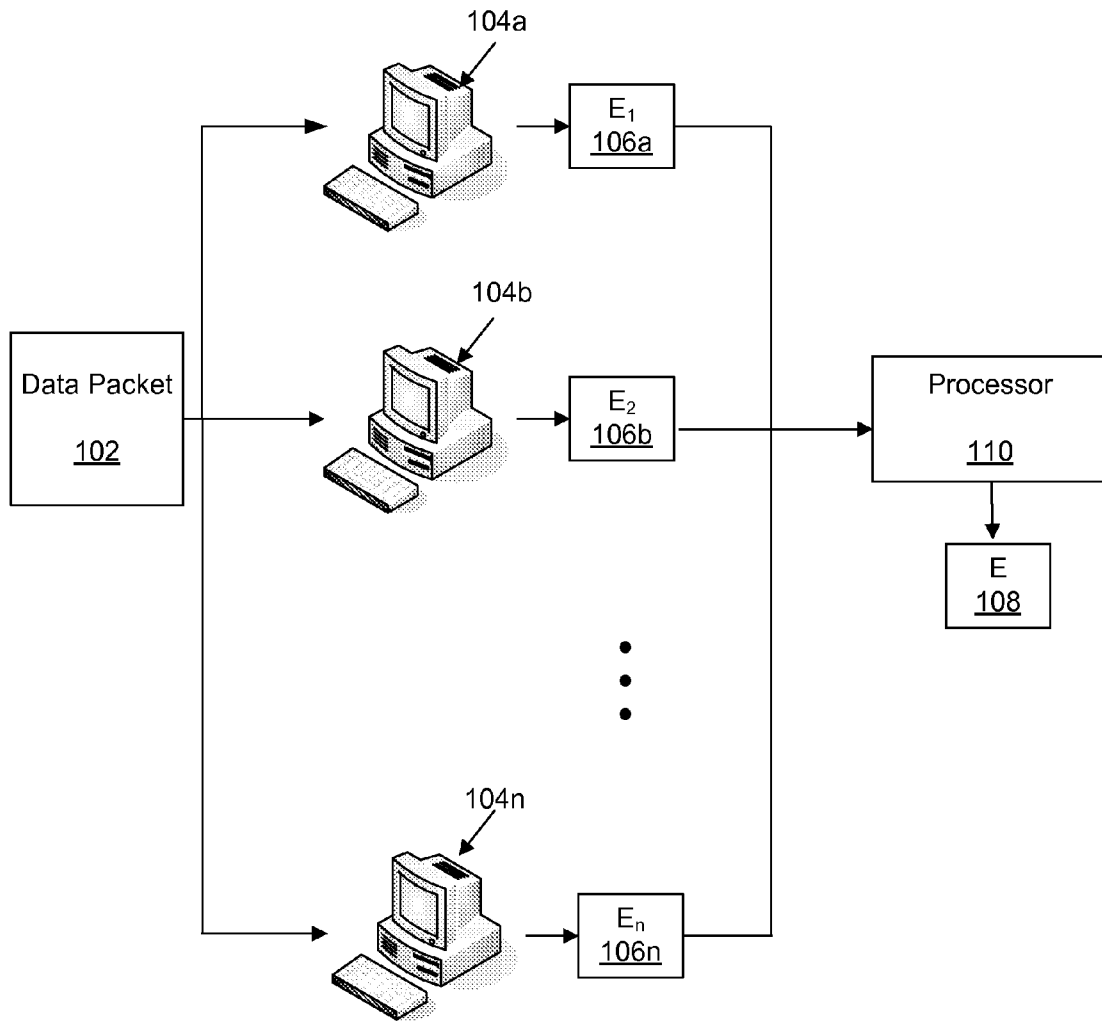 104a
E₁
106a
104b
Data Packet
102
E₂
106b
Processor
110
E
108
104n
Eₙ
106n